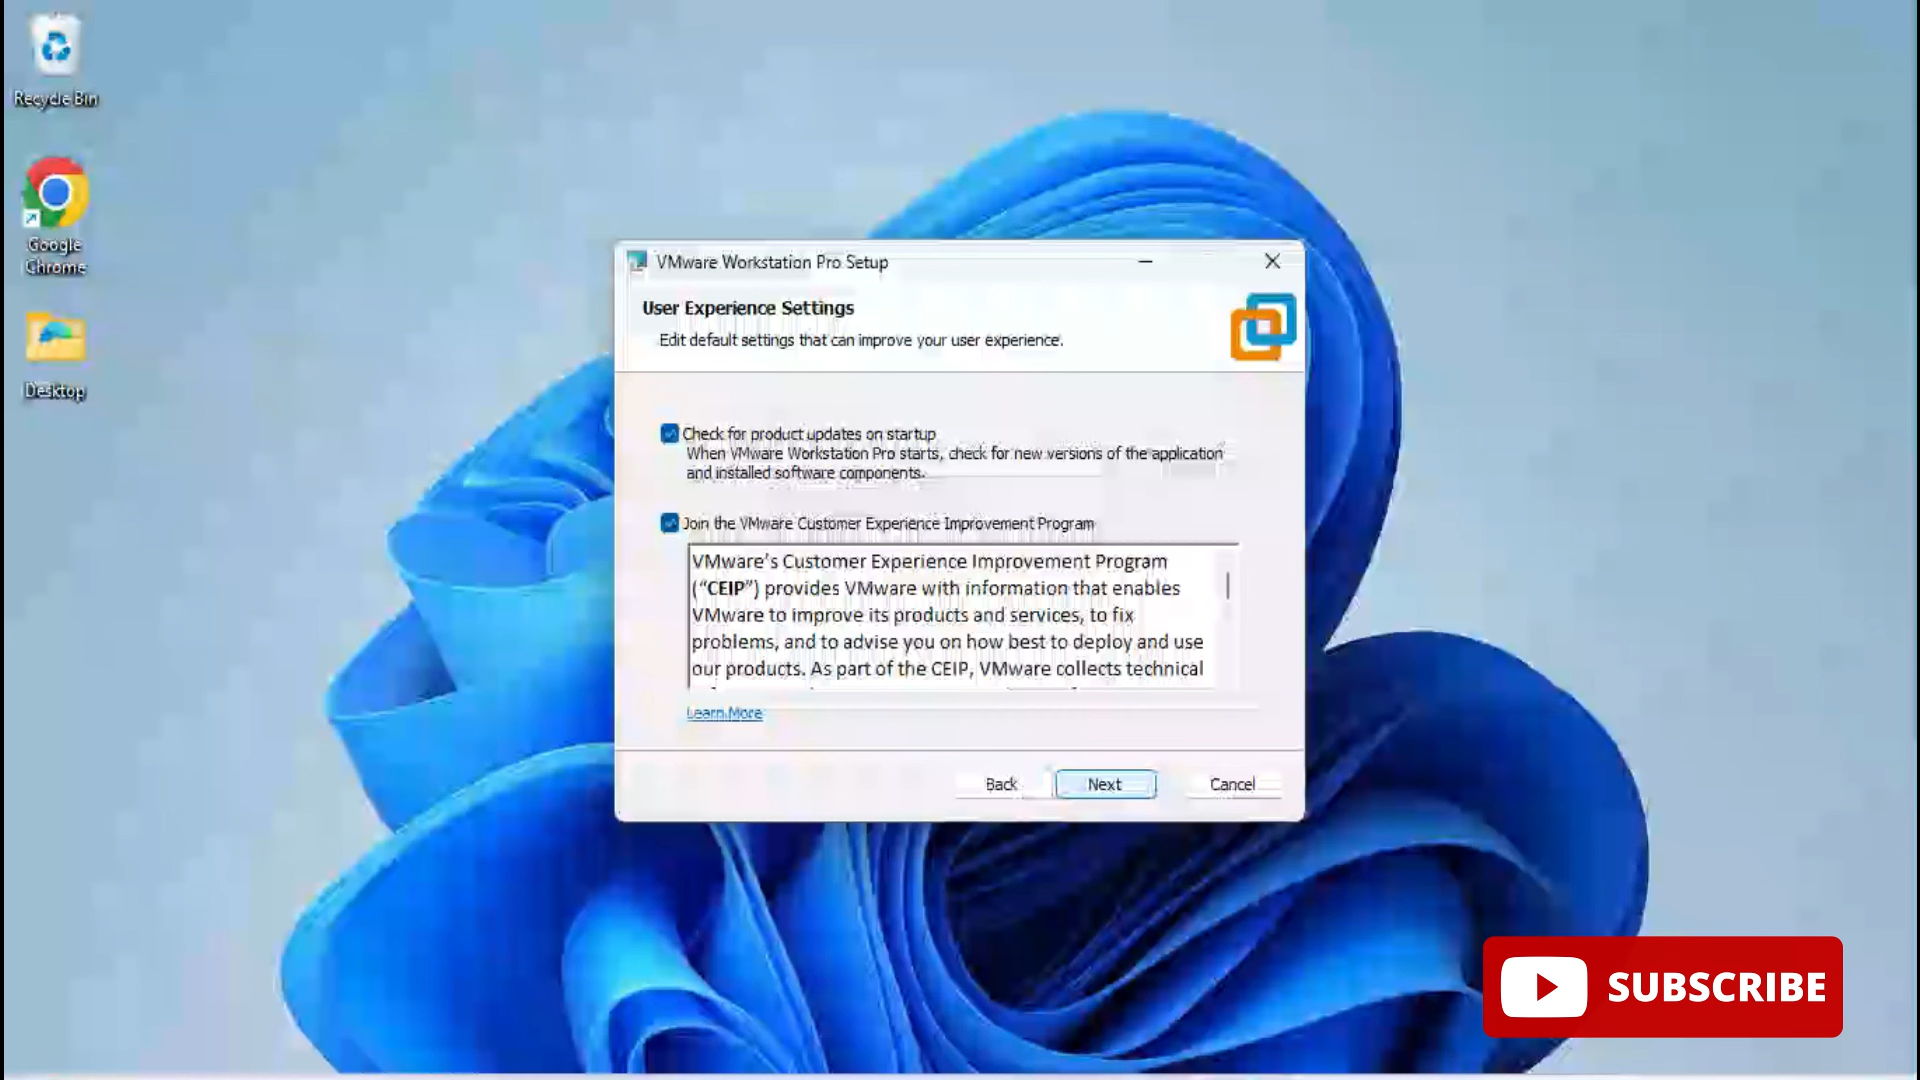 Recycle Bin
Google
Chrome
Desktop
VMware Workstation Pro Setup
User Experience Settings
Edit default settings that can improve your user experience.
Check for product updates on startup
When VMware Workstation Pro starts, check for new versions of the application
and installed software components.
Join the VMware Customer Experience Improvement Program
VMware's Customer Experience Improvement Program
("CEIP") provides VMware with information that enables
VMware to improve its products and services, to fix
problems, and to advise you on how best to deploy and use
our products. As part of the CEIP, VMware collects technical
Learn More
Back
Next
Cancel
SUBSCRIBE